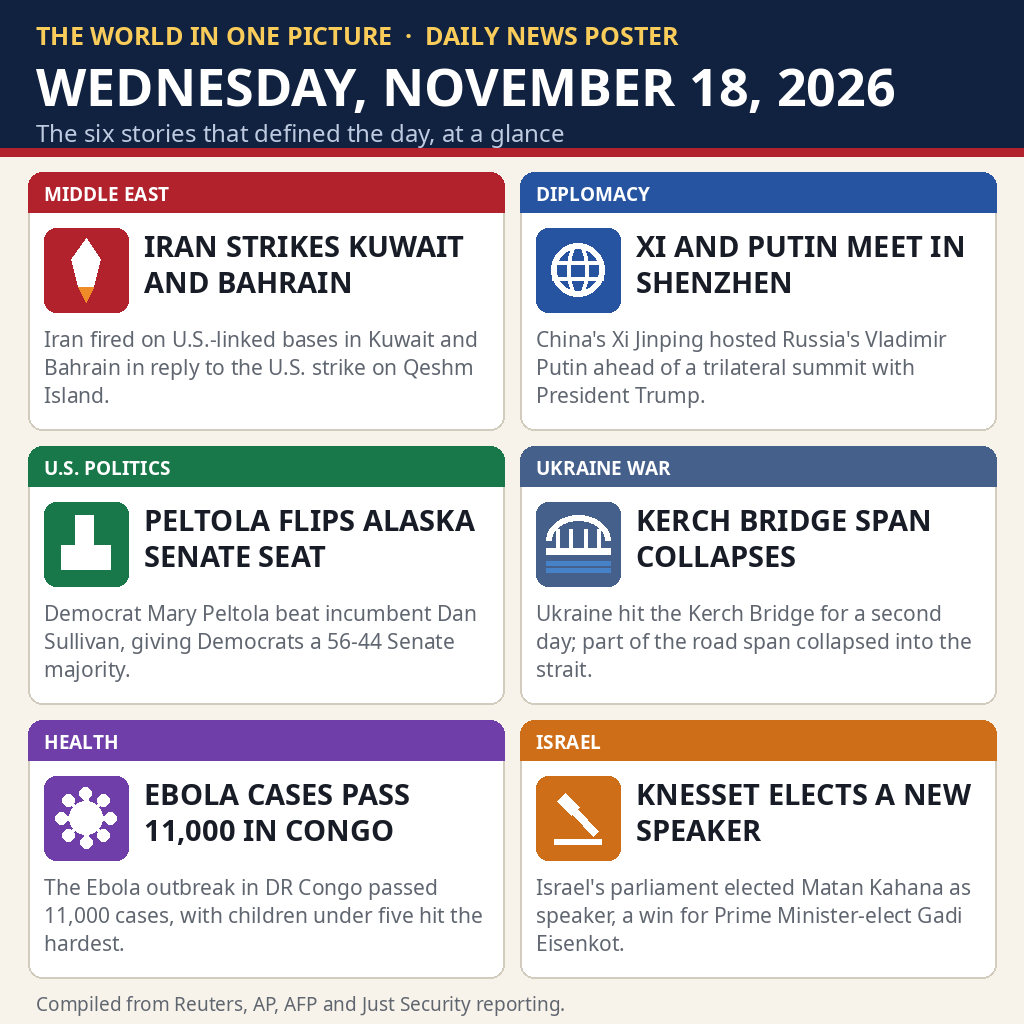 THE WORLD IN ONE PICTURE · DAILY NEWS POSTER
WEDNESDAY, NOVEMBER 18, 2026
The six stories that defined the day, at a glance
MIDDLE EAST
IRAN STRIKES KUWAIT
AND BAHRAIN
Iran fired on U.S.-linked bases in Kuwait and
Bahrain in reply to the U.S. strike on Qeshm
Island.
DIPLOMACY
XI AND PUTIN MEET IN
SHENZHEN
China's Xi Jinping hosted Russia's Vladimir
Putin ahead of a trilateral summit with
President Trump.
U.S. POLITICS
PELTOLA FLIPS ALASKA
SENATE SEAT
Democrat Mary Peltola beat incumbent Dan
Sullivan, giving Democrats a 56-44 Senate
majority.
UKRAINE WAR
KERCH BRIDGE SPAN
COLLAPSES
Ukraine hit the Kerch Bridge for a second
day; part of the road span collapsed into the
strait.
HEALTH
EBOLA CASES PASS
11,000 IN CONGO
The Ebola outbreak in DR Congo passed
11,000 cases, with children under five hit the
hardest.
ISRAEL
KNESSET ELECTS A NEW
SPEAKER
Israel's parliament elected Matan Kahana as
speaker, a win for Prime Minister-elect Gadi
Eisenkot.
Compiled from Reuters, AP, AFP and Just Security reporting.